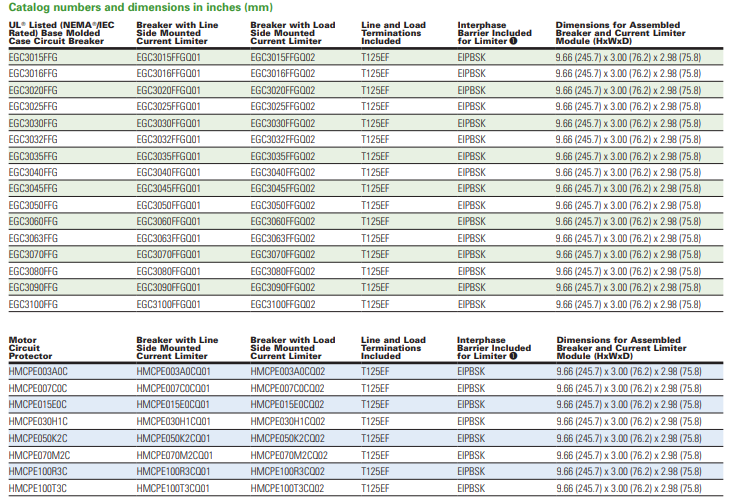 Catalog numbers and dimensions in inches (mm)
UL® Listed (NEMA®/IEC Rated) Base Molded Case Circuit Breaker | Breaker with Line Side Mounted Current Limiter | Breaker with Load Side Mounted Current Limiter | Line and Load Terminations Included | Interphase Barrier Included for Limiter ❶ | Dimensions for Assembled Breaker and Current Limiter Module (HxWxD)
EGC3015FFG EGC3015FFGQ01 EGC3015FFGQ02 T125EF EIPBSK 9.66 (245.7) x 3.00 (76.2) x 2.98 (75.8)
EGC3016FFG EGC3016FFGQ01 EGC3016FFGQ02 T125EF EIPBSK 9.66 (245.7) x 3.00 (76.2) x 2.98 (75.8)
EGC3020FFG EGC3020FFGQ01 EGC3020FFGQ02 T125EF EIPBSK 9.66 (245.7) x 3.00 (76.2) x 2.98 (75.8)
EGC3025FFG EGC3025FFGQ01 EGC3025FFGQ02 T125EF EIPBSK 9.66 (245.7) x 3.00 (76.2) x 2.98 (75.8)
EGC3030FFG EGC3030FFGQ01 EGC3030FFGQ02 T125EF EIPBSK 9.66 (245.7) x 3.00 (76.2) x 2.98 (75.8)
EGC3032FFG EGC3032FFGQ01 EGC3032FFGQ02 T125EF EIPBSK 9.66 (245.7) x 3.00 (76.2) x 2.98 (75.8)
EGC3035FFG EGC3035FFGQ01 EGC3035FFGQ02 T125EF EIPBSK 9.66 (245.7) x 3.00 (76.2) x 2.98 (75.8)
EGC3040FFG EGC3040FFGQ01 EGC3040FFGQ02 T125EF EIPBSK 9.66 (245.7) x 3.00 (76.2) x 2.98 (75.8)
EGC3045FFG EGC3045FFGQ01 EGC3045FFGQ02 T125EF EIPBSK 9.66 (245.7) x 3.00 (76.2) x 2.98 (75.8)
EGC3050FFG EGC3050FFGQ01 EGC3050FFGQ02 T125EF EIPBSK 9.66 (245.7) x 3.00 (76.2) x 2.98 (75.8)
EGC3060FFG EGC3060FFGQ01 EGC3060FFGQ02 T125EF EIPBSK 9.66 (245.7) x 3.00 (76.2) x 2.98 (75.8)
EGC3063FFG EGC3063FFGQ01 EGC3063FFGQ02 T125EF EIPBSK 9.66 (245.7) x 3.00 (76.2) x 2.98 (75.8)
EGC3070FFG EGC3070FFGQ01 EGC3070FFGQ02 T125EF EIPBSK 9.66 (245.7) x 3.00 (76.2) x 2.98 (75.8)
EGC3080FFG EGC3080FFGQ01 EGC3080FFGQ02 T125EF EIPBSK 9.66 (245.7) x 3.00 (76.2) x 2.98 (75.8)
EGC3090FFG EGC3090FFGQ01 EGC3090FFGQ02 T125EF EIPBSK 9.66 (245.7) x 3.00 (76.2) x 2.98 (75.8)
EGC3100FFG EGC3100FFGQ01 EGC3100FFGQ02 T125EF EIPBSK 9.66 (245.7) x 3.00 (76.2) x 2.98 (75.8)
Motor Circuit Protector | Breaker with Line Side Mounted Current Limiter | Breaker with Load Side Mounted Current Limiter | Line and Load Terminations Included | Interphase Barrier Included for Limiter ❶ | Dimensions for Assembled Breaker and Current Limiter Module (HxWxD)
HMCPE003A0C HMCPE003A0CQ01 HMCPE003A0CQ02 T125EF EIPBSK 9.66 (245.7) x 3.00 (76.2) x 2.98 (75.8)
HMCPE007C0C HMCPE007C0CQ01 HMCPE007C0CQ02 T125EF EIPBSK 9.66 (245.7) x 3.00 (76.2) x 2.98 (75.8)
HMCPE015E0C HMCPE015E0CQ01 HMCPE015E0CQ02 T125EF EIPBSK 9.66 (245.7) x 3.00 (76.2) x 2.98 (75.8)
HMCPE030H1C HMCPE030H1CQ01 HMCPE030H1CQ02 T125EF EIPBSK 9.66 (245.7) x 3.00 (76.2) x 2.98 (75.8)
HMCPE050K2C HMCPE050K2CQ01 HMCPE050K2CQ02 T125EF EIPBSK 9.66 (245.7) x 3.00 (76.2) x 2.98 (75.8)
HMCPE070M2C HMCPE070M2CQ01 HMCPE070M2CQ02 T125EF EIPBSK 9.66 (245.7) x 3.00 (76.2) x 2.98 (75.8)
HMCPE100R3C HMCPE100R3CQ01 HMCPE100R3CQ02 T125EF EIPBSK 9.66 (245.7) x 3.00 (76.2) x 2.98 (75.8)
HMCPE100T3C HMCPE100T3CQ01 HMCPE100T3CQ02 T125EF EIPBSK 9.66 (245.7) x 3.00 (76.2) x 2.98 (75.8)